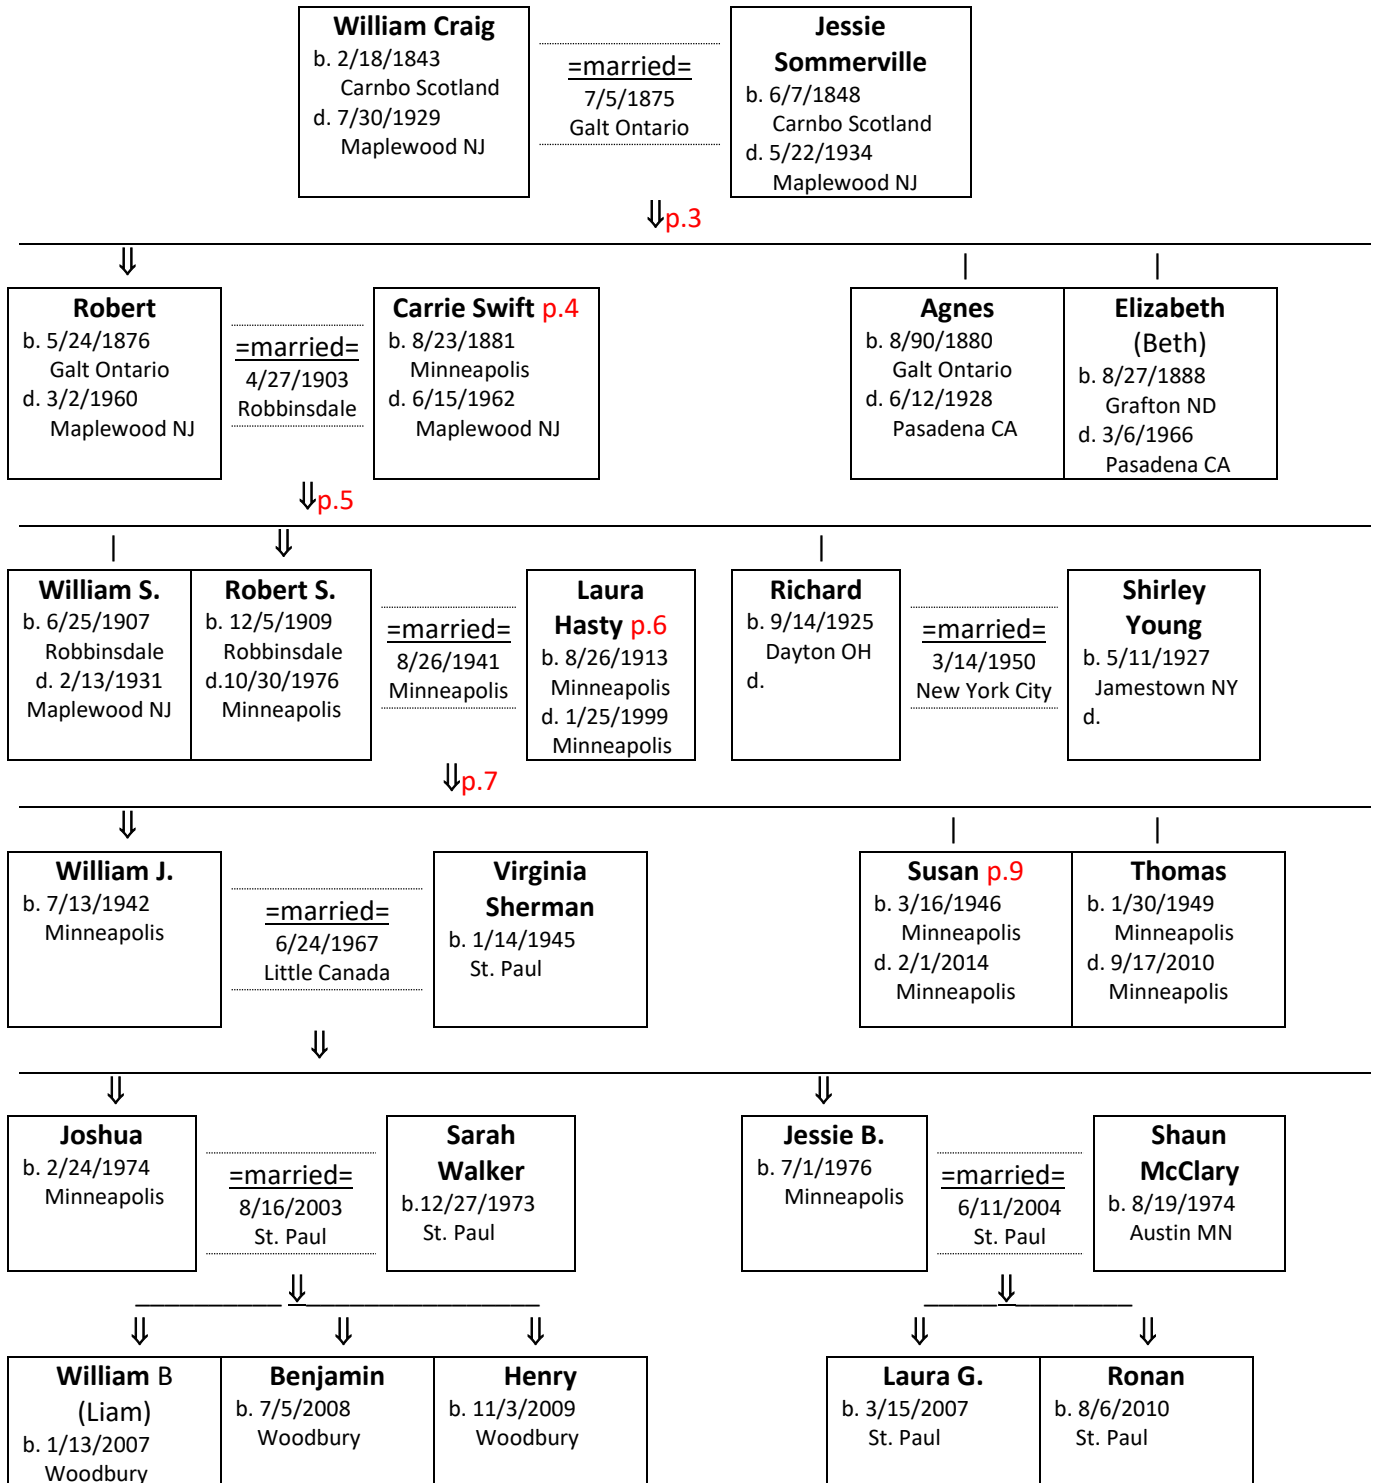 William Craig
b. 2/18/1843
Carnbo Scotland
d. 7/30/1929
Maplewood NJ
=married=
7/5/1875
Galt Ontario
Jessie
Sommerville
b. 6/7/1848
Carnbo Scotland
d. 5/22/1934
Maplewood NJ
⇓p.3
⇓
|
|
Robert
b. 5/24/1876
Galt Ontario
d. 3/2/1960
Maplewood NJ
=married=
4/27/1903
Robbinsdale
Carrie Swift p.4
b. 8/23/1881
Minneapolis
d. 6/15/1962
Maplewood NJ
Agnes
b. 8/90/1880
Galt Ontario
d. 6/12/1928
Pasadena CA
Elizabeth
(Beth)
b. 8/27/1888
Grafton ND
d. 3/6/1966
Pasadena CA
⇓p.5
|
⇓
|
William S.
b. 6/25/1907
Robbinsdale
d. 2/13/1931
Maplewood NJ
Robert S.
b. 12/5/1909
Robbinsdale
d.10/30/1976
Minneapolis
=married=
8/26/1941
Minneapolis
Laura
Hasty p.6
b. 8/26/1913
Minneapolis
d. 1/25/1999
Minneapolis
Richard
b. 9/14/1925
Dayton OH
d.
=married=
3/14/1950
New York City
Shirley
Young
b. 5/11/1927
Jamestown NY
d.
⇓p.7
⇓
|
|
William J.
b. 7/13/1942
Minneapolis
=married=
6/24/1967
Little Canada
Virginia
Sherman
b. 1/14/1945
St. Paul
Susan p.9
b. 3/16/1946
Minneapolis
d. 2/1/2014
Minneapolis
Thomas
b. 1/30/1949
Minneapolis
d. 9/17/2010
Minneapolis
⇓
⇓
⇓
Joshua
b. 2/24/1974
Minneapolis
=married=
8/16/2003
St. Paul
Sarah
Walker
b.12/27/1973
St. Paul
Jessie B.
b. 7/1/1976
Minneapolis
=married=
6/11/2004
St. Paul
Shaun
McClary
b. 8/19/1974
Austin MN
⇓
⇓
⇓
⇓
⇓
⇓
⇓
William B
(Liam)
b. 1/13/2007
Woodbury
Benjamin
b. 7/5/2008
Woodbury
Henry
b. 11/3/2009
Woodbury
Laura G.
b. 3/15/2007
St. Paul
Ronan
b. 8/6/2010
St. Paul